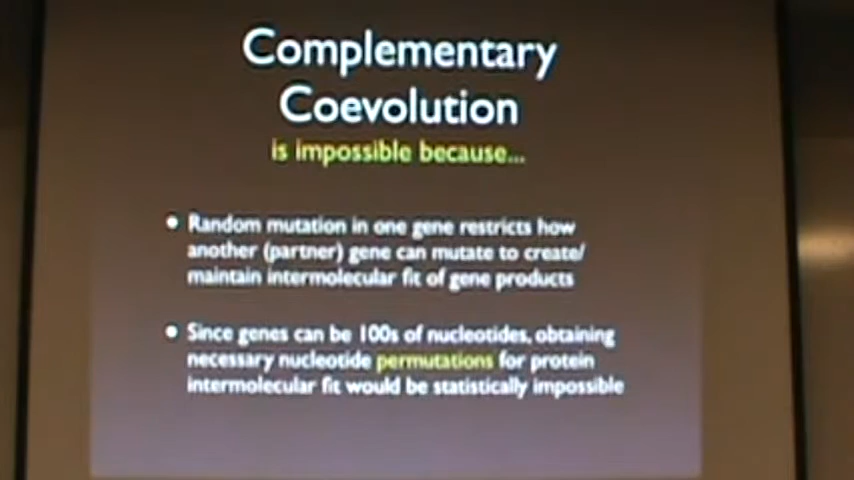 Complementary
Coevolution
is impossible because...
• Random mutation in one gene restricts how
another (partner) gene can mutate to create/
maintain intermolecular fit of gene products
• Since genes can be 100s of nucleotides, obtaining
necessary nucleotide permutations for protein
intermolecular fit would be statistically impossible